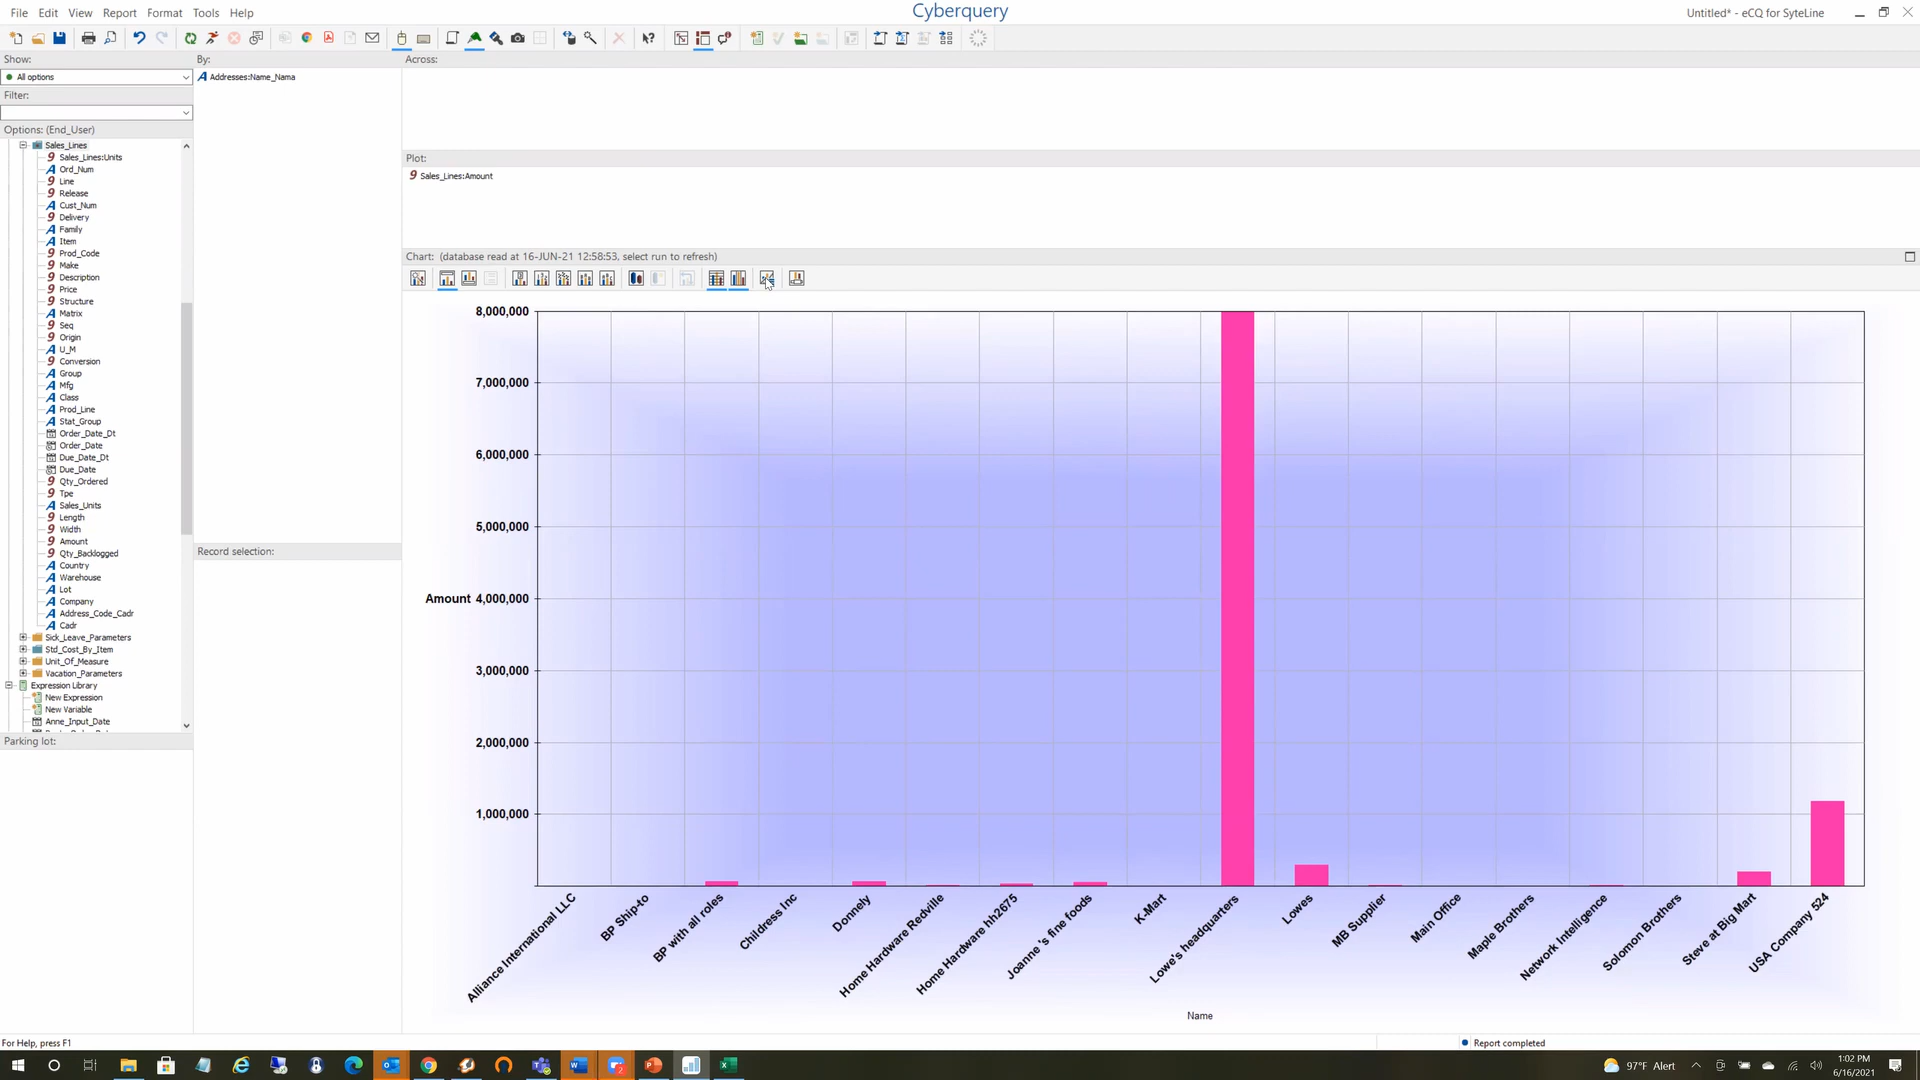 File Edit View Report Format Tools Help
Cyberquery
Untitled* - eCQ for SyteLine
Show:
All options
Filter:
Options: (End_User)
Sales_Lines
Sales_Lines:Units
Ord_Num
Line
Release
Cust_Num
Delivery
Family
Item
Prod_Code
Make
Description
Price
Structure
Matrix
Seq
Origin
U_M
Conversion
Group
Mfg
Class
Prod_Line
Stat_Group
Order_Date_Dt
Order_Date
Due_Date_Dt
Due_Date
Qty_Ordered
Tpe
Sales_Units
Length
Width
Amount
Qty_Backlogged
Country
Warehouse
Lot
Company
Address_Code_Cadr
Cadr
Sick_Leave_Parameters
Std_Cost_By_Item
Unit_Of_Measure
Vacation_Parameters
Expression Library
New Expression
New Variable
Anne_Input_Date
Parking lot:
By:
Addresses:Name_Nama
Record selection:
Across:
Plot:
Sales_Lines:Amount
Chart: (database read at 16-JUN-21 12:58:53, select run to refresh)
8,000,000
7,000,000
6,000,000
5,000,000
Amount 4,000,000
3,000,000
2,000,000
1,000,000
Alliance International LLC
BP Ship-to
BP with all roles
Childress Inc
Donnely
Home Hardware Redville
Home Hardware hh2675
Joanne 's fine foods
K-Mart
Lowe's headquarters
Lowes
MB Supplier
Main Office
Maple Brothers
Network Intelligence
Solomon Brothers
Steve at Big Mart
USA Company 524
Name
For Help, press F1
Report completed
97°F Alert
1:02 PM
6/16/2021